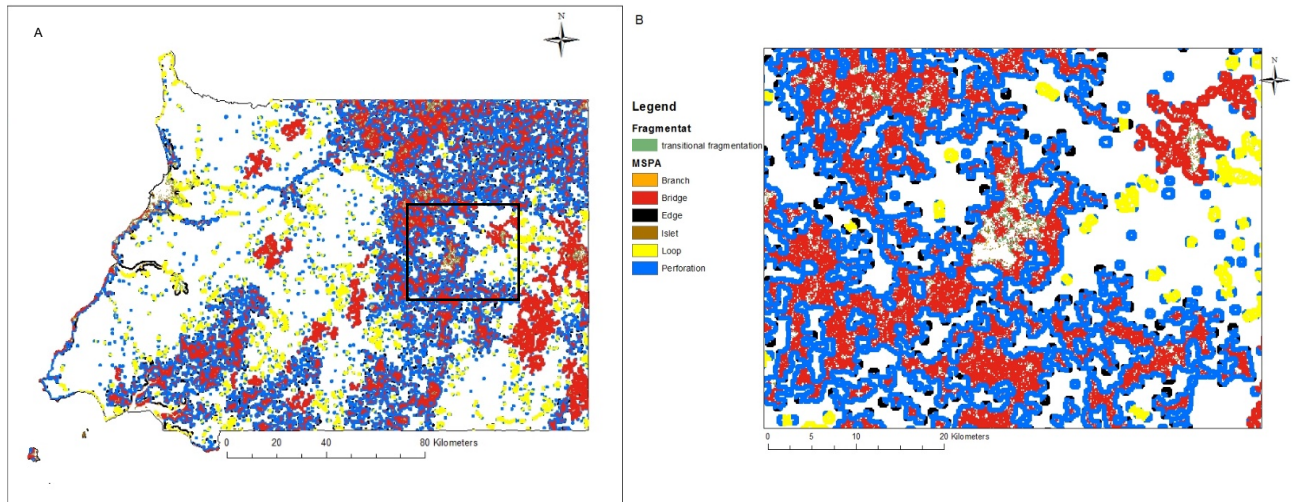 A
N
0 20 40 80 Kilometers
Legend
Fragmentat
transitional fragmentation
MSPA
Branch
Bridge
Edge
Islet
Loop
Perforation
B
N
0 5 10 20 Kilometers